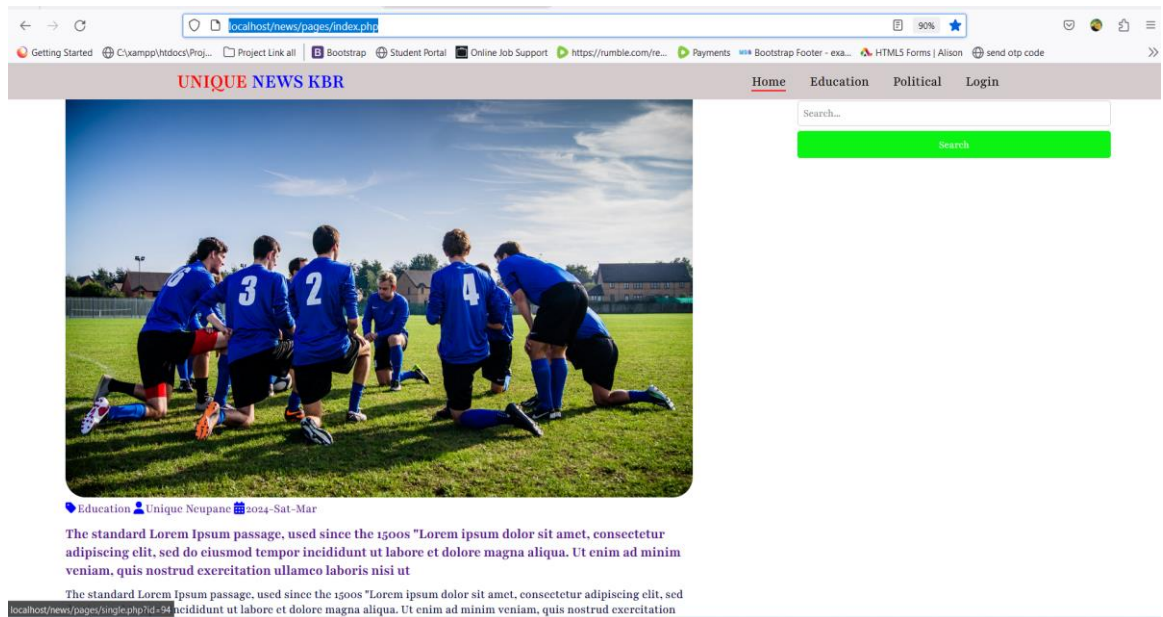 localhost/news/pages/index.php
90%
Getting Started C:\xampp\htdocs\Proj... Project Link all Bootstrap Student Portal Online Job Support https://rumble.com/re... Payments Bootstrap Footer - exa... HTML5 Forms | Alison send otp code
UNIQUE NEWS KBR Home Education Political Login
Search...
Search
5 3 2 4
Education Unique Neupane 2024-Sat-Mar
The standard Lorem Ipsum passage, used since the 1500s "Lorem ipsum dolor sit amet, consectetur
adipiscing elit, sed do eiusmod tempor incididunt ut labore et dolore magna aliqua. Ut enim ad minim
veniam, quis nostrud exercitation ullamco laboris nisi ut
The standard Lorem Ipsum passage, used since the 1500s "Lorem ipsum dolor sit amet, consectetur adipiscing elit, sed
localhost/news/pages/single.php?id=94 ncididunt ut labore et dolore magna aliqua. Ut enim ad minim veniam, quis nostrud exercitation